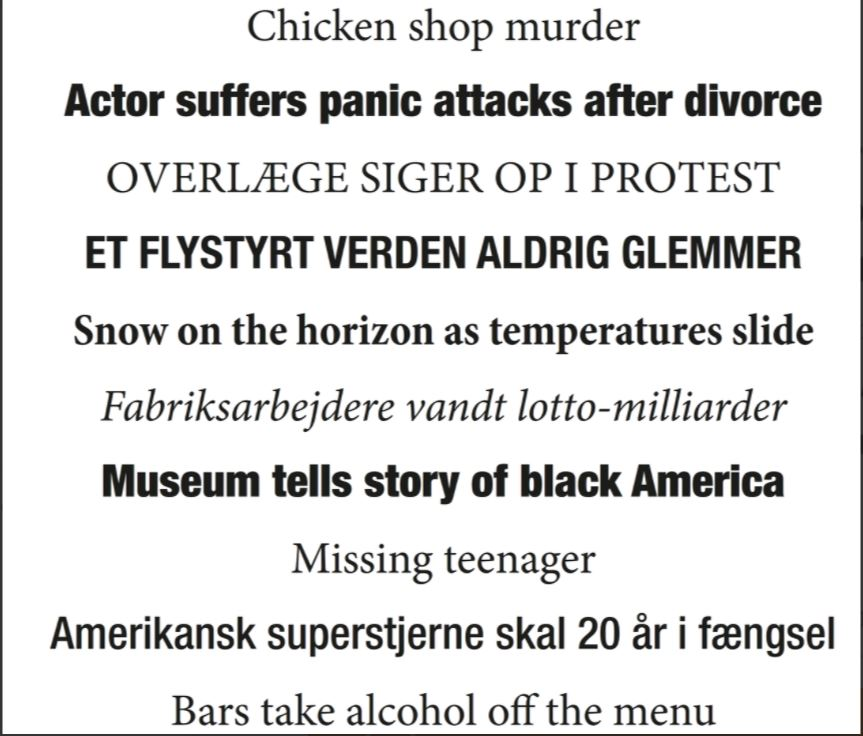 Chicken shop murder
Actor suffers panic attacks after divorce
OVERLÆGE SIGER OP I PROTEST
ET FLYSTYRT VERDEN ALDRIG GLEMMER
Snow on the horizon as temperatures slide
Fabriksarbejdere vandt lotto-milliarder
Museum tells story of black America
Missing teenager
Amerikansk superstjerne skal 20 år i fængsel
Bars take alcohol off the menu